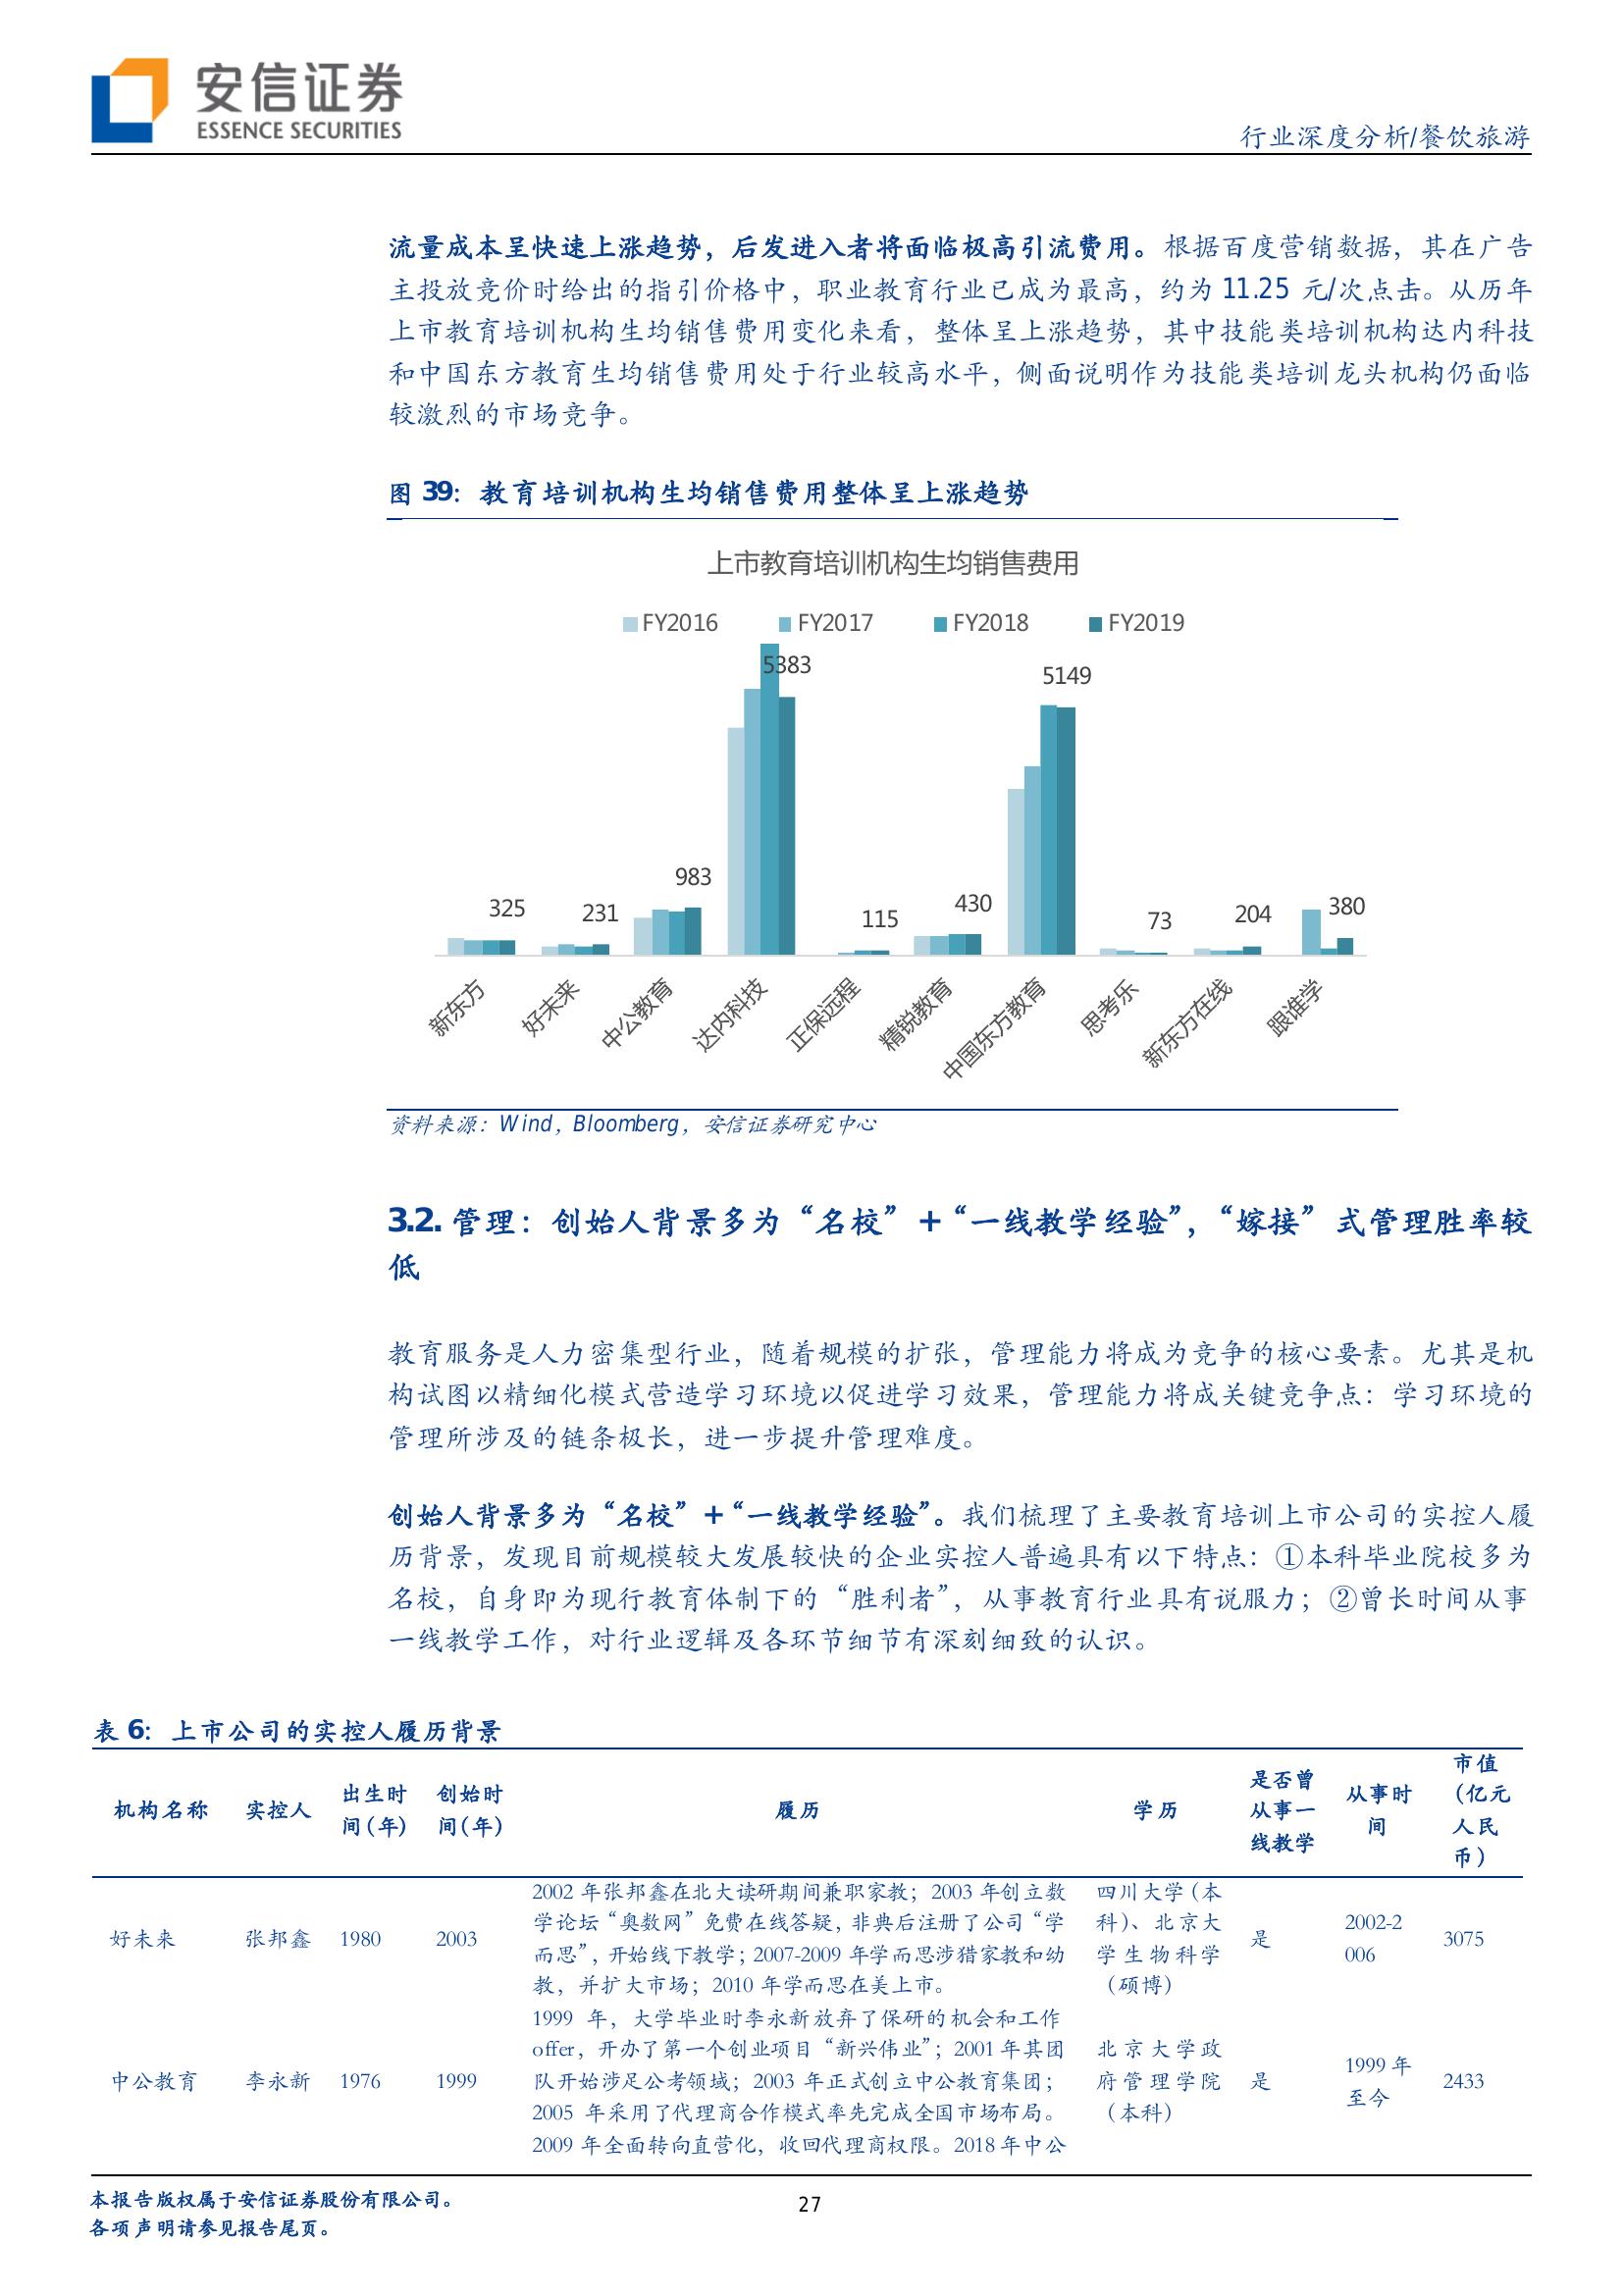 安信证券
ESSENCE SECURITIES
行业深度分析/餐饮旅游
流量成本呈快速上涨趋势，后发进入者将面临极高引流费用。根据百度营销数据，其在广告
主投放竞价时给出的指引价格中，职业教育行业已成为最高，约为 11.25 元/次点击。从历年
上市教育培训机构生均销售费用变化来看，整体呈上涨趋势，其中技能类培训机构达内科技
和中国东方教育生均销售费用处于行业较高水平，侧面说明作为技能类培训龙头机构仍面临
较激烈的市场竞争。
图 39：教育培训机构生均销售费用整体呈上涨趋势
上市教育培训机构生均销售费用
FY2016 FY2017 FY2018 FY2019
325 231 983 5383 115 430 5149 73 204 380
新东方 好未来 中公教育 达内科技 正保远程 精锐教育 中国东方教育 思考乐 新东方在线 跟谁学
资料来源：Wind，Bloomberg，安信证券研究中心
3.2. 管理：创始人背景多为“名校”+“一线教学经验”，“嫁接”式管理胜率较
低
教育服务是人力密集型行业，随着规模的扩张，管理能力将成为竞争的核心要素。尤其是机
构试图以精细化模式营造学习环境以促进学习效果，管理能力将成关键竞争点：学习环境的
管理所涉及的链条极长，进一步提升管理难度。
创始人背景多为“名校”+“一线教学经验”。我们梳理了主要教育培训上市公司的实控人履
历背景，发现目前规模较大发展较快的企业实控人普遍具有以下特点：①本科毕业院校多为
名校，自身即为现行教育体制下的“胜利者”，从事教育行业具有说服力；②曾长时间从事
一线教学工作，对行业逻辑及各环节细节有深刻细致的认识。
表 6：上市公司的实控人履历背景
机构名称 实控人 出生时间(年) 创始时间(年) 履历 学历 是否曾从事一线教学 从事时间 市值（亿元人民币）
好未来 张邦鑫 1980 2003
2002 年张邦鑫在北大读研期间兼职家教；2003 年创立数
学论坛“奥数网”免费在线答疑，非典后注册了公司“学
而思”，开始线下教学；2007-2009 年学而思涉猎家教和幼
教，并扩大市场；2010 年学而思在美上市。
四川大学（本
科）、北京大
学生物科学
（硕博）
是
2002-2
006
3075
中公教育 李永新 1976 1999
1999 年，大学毕业时李永新放弃了保研的机会和工作
offer，开办了第一个创业项目“新兴伟业”；2001 年其团
队开始涉足公考领域；2003 年正式创立中公教育集团；
2005 年采用了代理商合作模式率先完成全国市场布局。
2009 年全面转向直营化，收回代理商权限。2018 年中公
北京大学政
府管理学院
（本科）
是
1999 年
至今
2433
本报告版权属于安信证券股份有限公司。
各项声明请参见报告尾页。
27